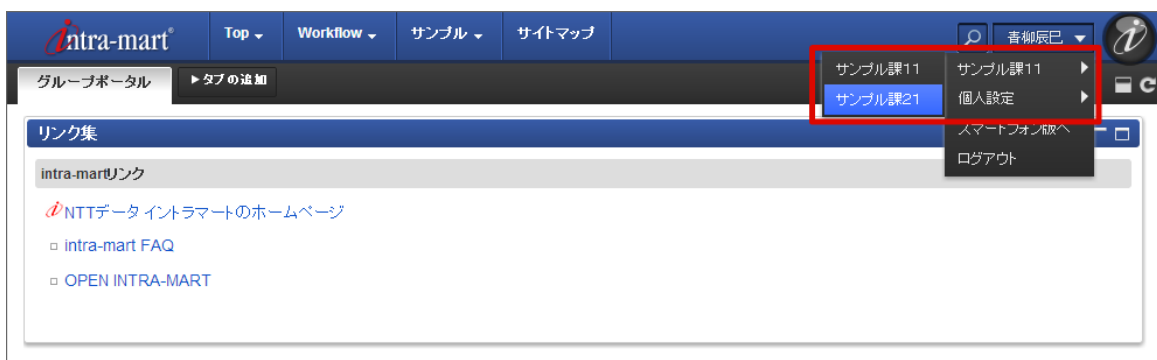 intra-mart® Top Workflow サンプル サイトマップ 青柳辰巳
グループポータル ▶タブの追加
サンプル課11 サンプル課11
サンプル課21 個人設定
スマートフォン版へ
ログアウト
リンク集
intra-martリンク
NTTデータ イントラマートのホームページ
intra-mart FAQ
OPEN INTRA-MART